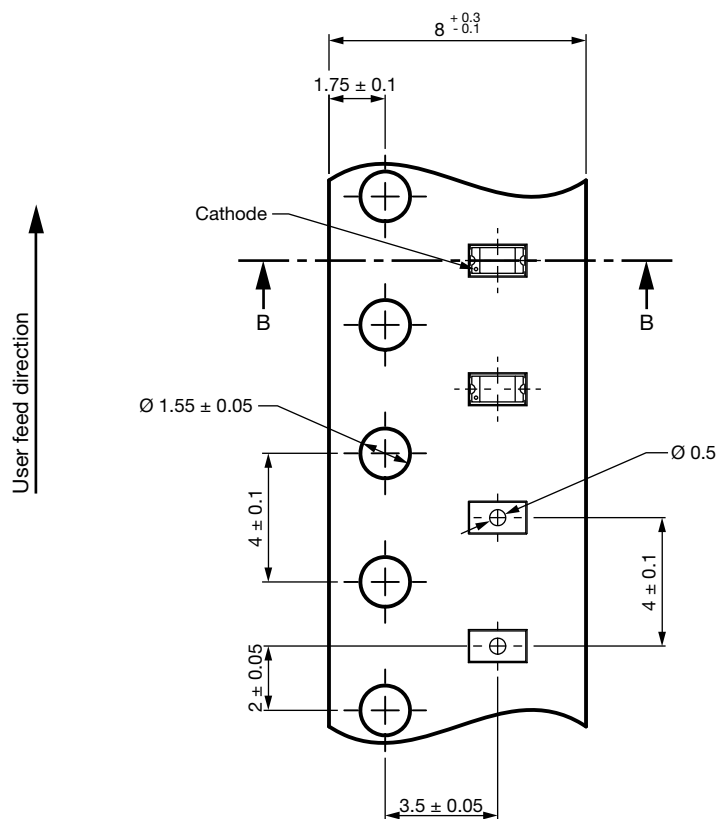 8 + 0.3 - 0.1
1.75 ± 0.1
Cathode
B
B
User feed direction
Ø 1.55 ± 0.05
Ø 0.5
4 ± 0.1
4 ± 0.1
2 ± 0.05
3.5 ± 0.05